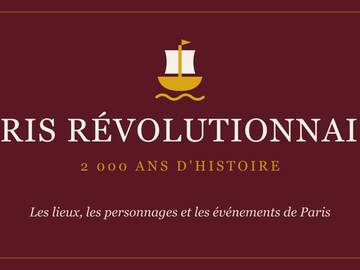 RIS RÉVOLUTIONNAI
2 000 ANS D'HISTOIRE
Les lieux, les personnages et les événements de Paris